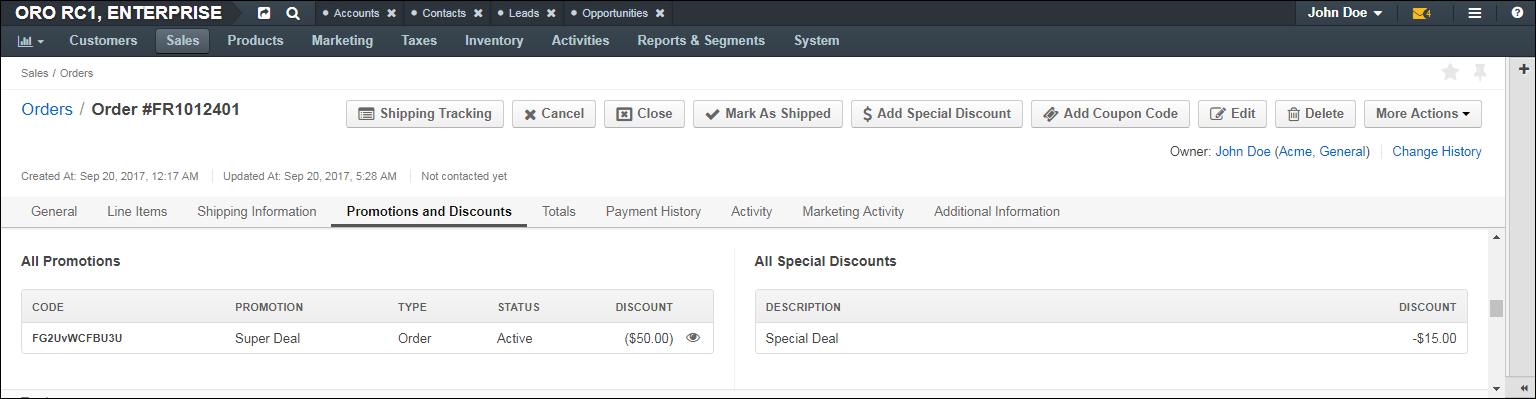 ORO RC1, ENTERPRISE Accounts Contacts Leads Opportunities John Doe 4
Customers Sales Products Marketing Taxes Inventory Activities Reports & Segments System
Sales / Orders
Orders / Order #FR1012401 Shipping Tracking Cancel Close Mark As Shipped $ Add Special Discount Add Coupon Code Edit Delete More Actions
Owner: John Doe (Acme, General) Change History
Created At: Sep 20, 2017, 12:17 AM Updated At: Sep 20, 2017, 5:28 AM Not contacted yet
General Line Items Shipping Information Promotions and Discounts Totals Payment History Activity Marketing Activity Additional Information
All Promotions All Special Discounts
CODE PROMOTION TYPE STATUS DISCOUNT DESCRIPTION DISCOUNT
FG2UvWCFBU3U Super Deal Order Active ($50.00) Special Deal -$15.00